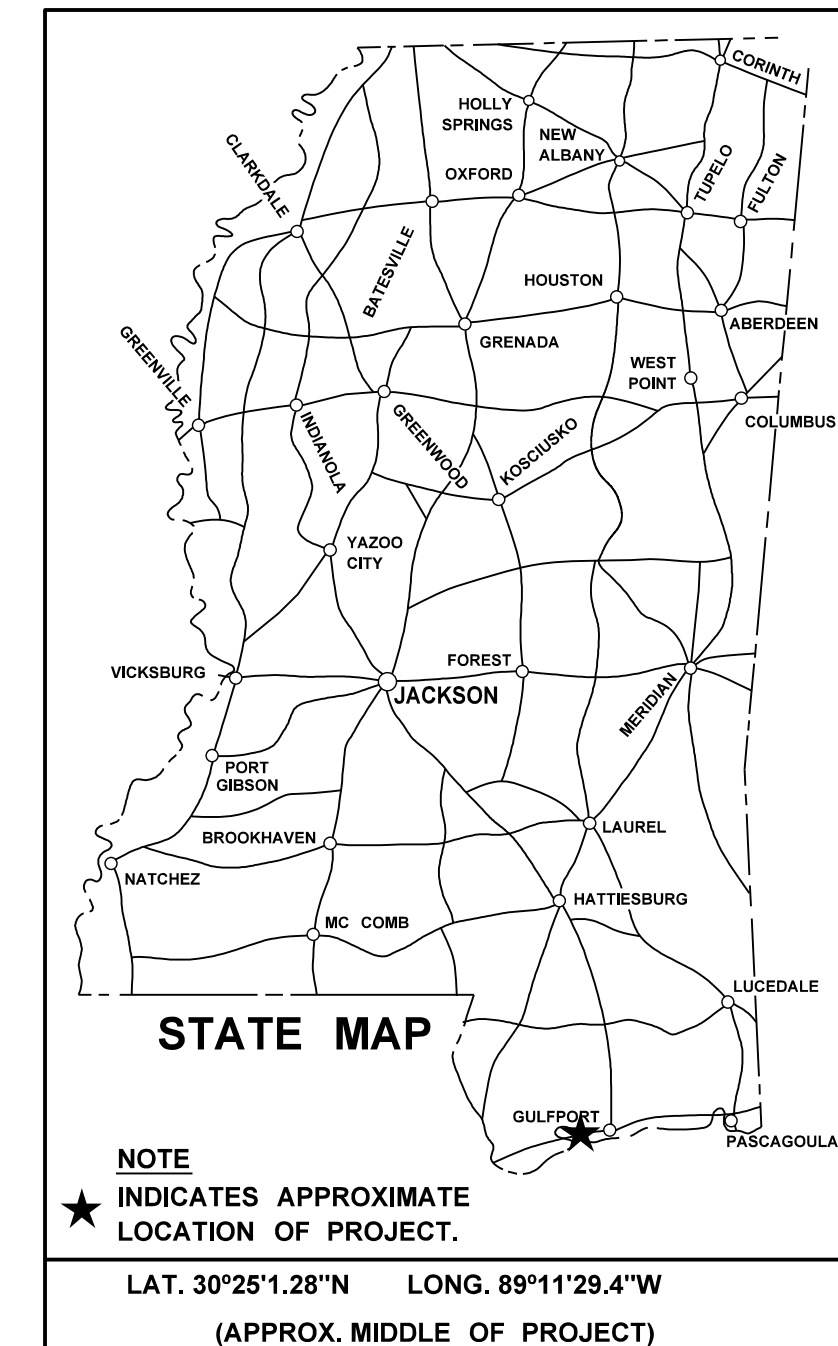 CORINTH
HOLLY
SPRINGS
NEW
ALBANY
CLARKDALE
OXFORD
TUPELO
FULTON
BATESVILLE
HOUSTON
ABERDEEN
GREENVILLE
GRENADA
WEST
POINT
COLUMBUS
INDIANOLA
GREENWOOD
KOSCIUSKO
YAZOO
CITY
VICKSBURG
FOREST
JACKSON
MERIDIAN
PORT
GIBSON
LAUREL
BROOKHAVEN
NATCHEZ
HATTIESBURG
MC COMB
LUCEDALE
STATE MAP
GULFPORT
PASCAGOULA
NOTE
INDICATES APPROXIMATE
LOCATION OF PROJECT.
LAT. 30º25'1.28"N LONG. 89º11'29.4"W
(APPROX. MIDDLE OF PROJECT)